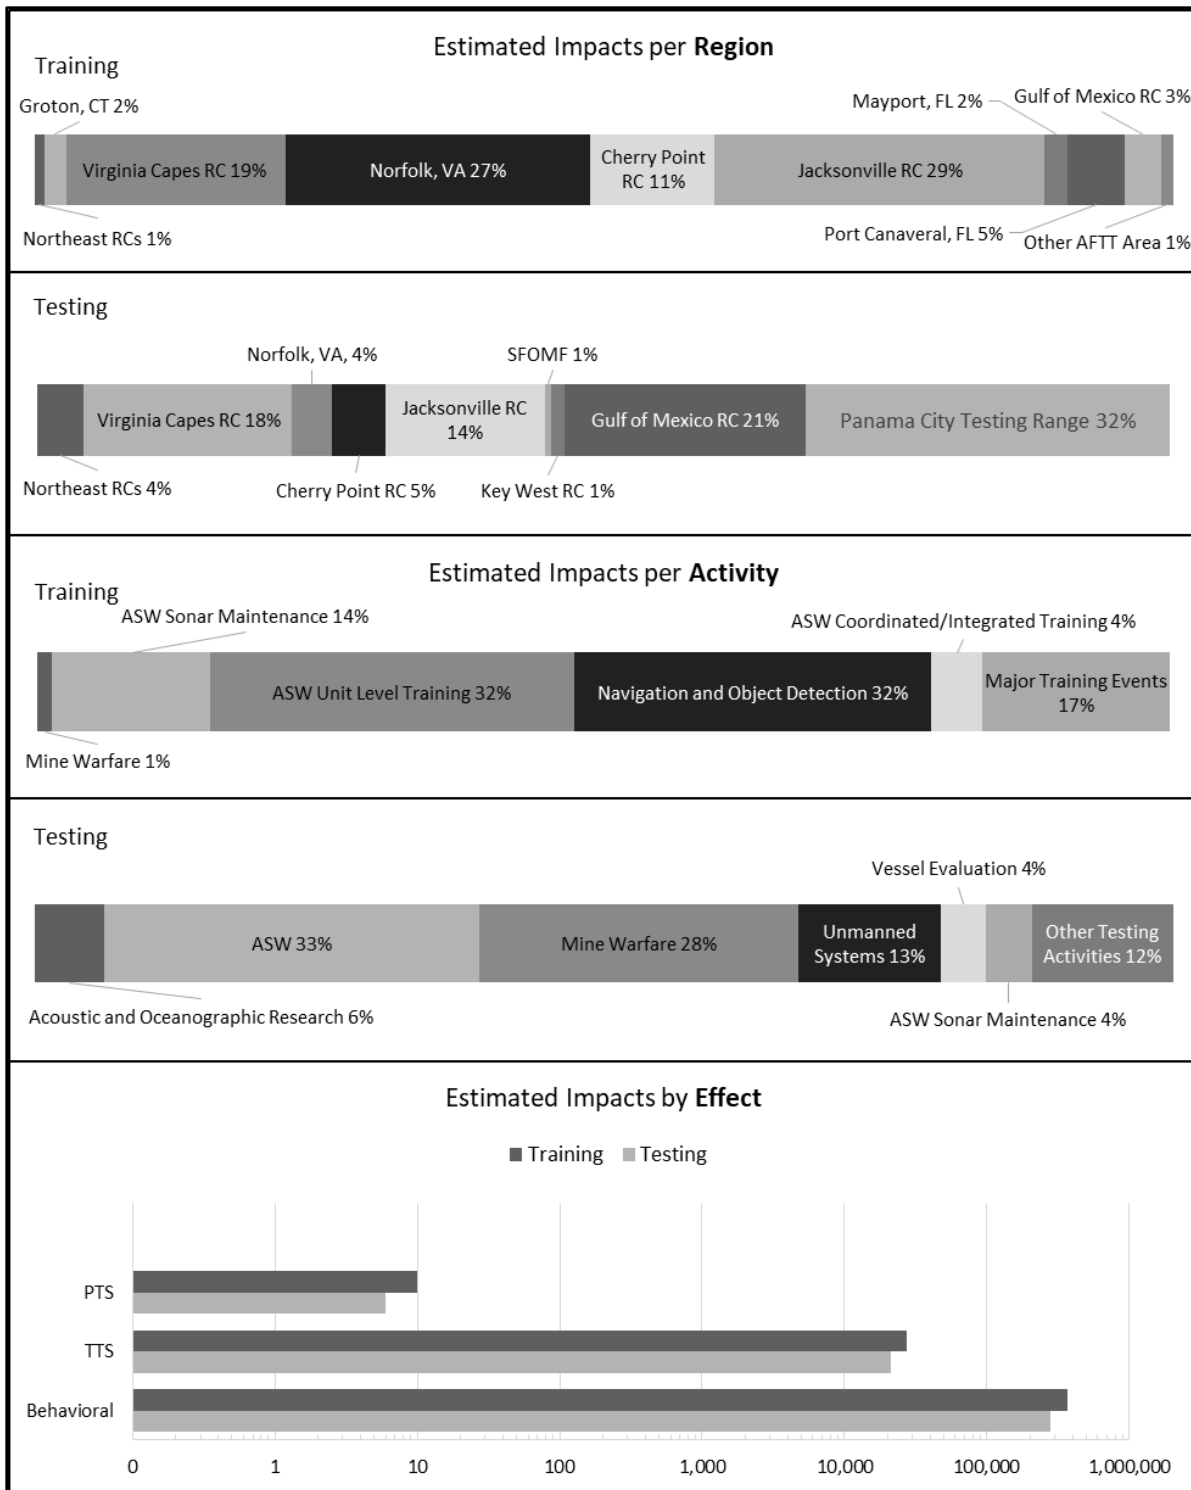 Estimated Impacts per Region
Training
Groton, CT 2%
Mayport, FL 2%
Gulf of Mexico RC 3%
Virginia Capes RC 19%
Norfolk, VA 27%
Cherry Point
RC 11%
Jacksonville RC 29%
Northeast RCs 1%
Port Canaveral, FL 5%
Other AFTT Area 1%
Testing
Norfolk, VA, 4%
SFOMF 1%
Virginia Capes RC 18%
Jacksonville RC
14%
Gulf of Mexico RC 21%
Panama City Testing Range 32%
Northeast RCs 4%
Cherry Point RC 5%
Key West RC 1%
Estimated Impacts per Activity
Training
ASW Sonar Maintenance 14%
ASW Coordinated/Integrated Training 4%
ASW Unit Level Training 32%
Navigation and Object Detection 32%
Major Training Events
17%
Mine Warfare 1%
Testing
Vessel Evaluation 4%
ASW 33%
Mine Warfare 28%
Unmanned
Systems 13%
Other Testing
Activities 12%
Acoustic and Oceanographic Research 6%
ASW Sonar Maintenance 4%
Estimated Impacts by Effect
Training Testing
PTS
TTS
Behavioral
0 1 10 100 1,000 10,000 100,000 1,000,000